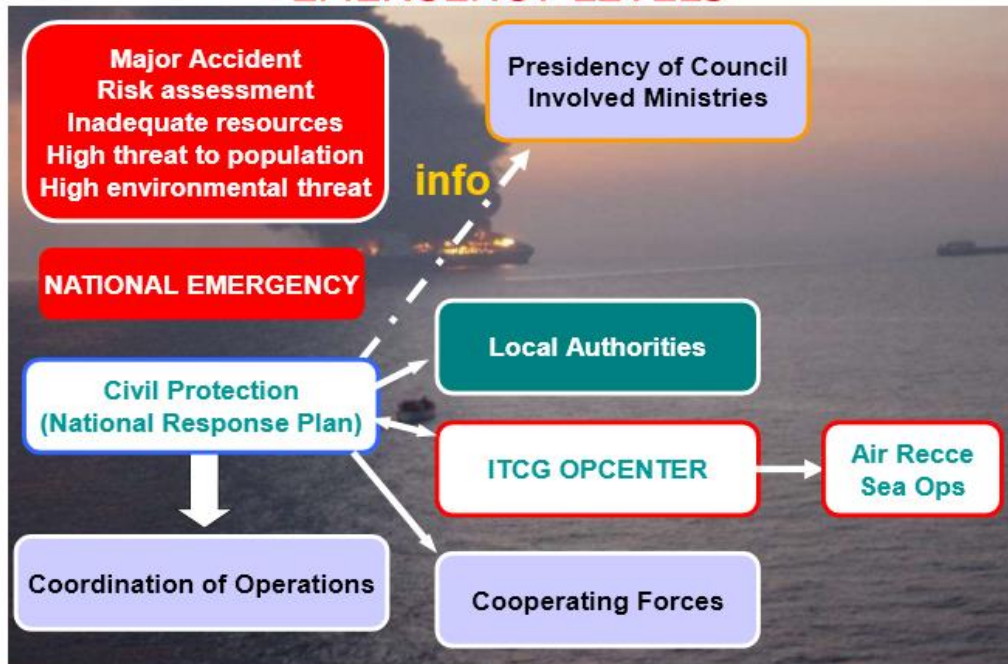 EMERGENCY LEVELS
Major Accident
Risk assessment
Inadequate resources
High threat to population
High environmental threat
Presidency of Council
Involved Ministries
info
NATIONAL EMERGENCY
Local Authorities
Civil Protection
(National Response Plan)
ITCG OPCENTER
Air Recce
Sea Ops
Coordination of Operations
Cooperating Forces